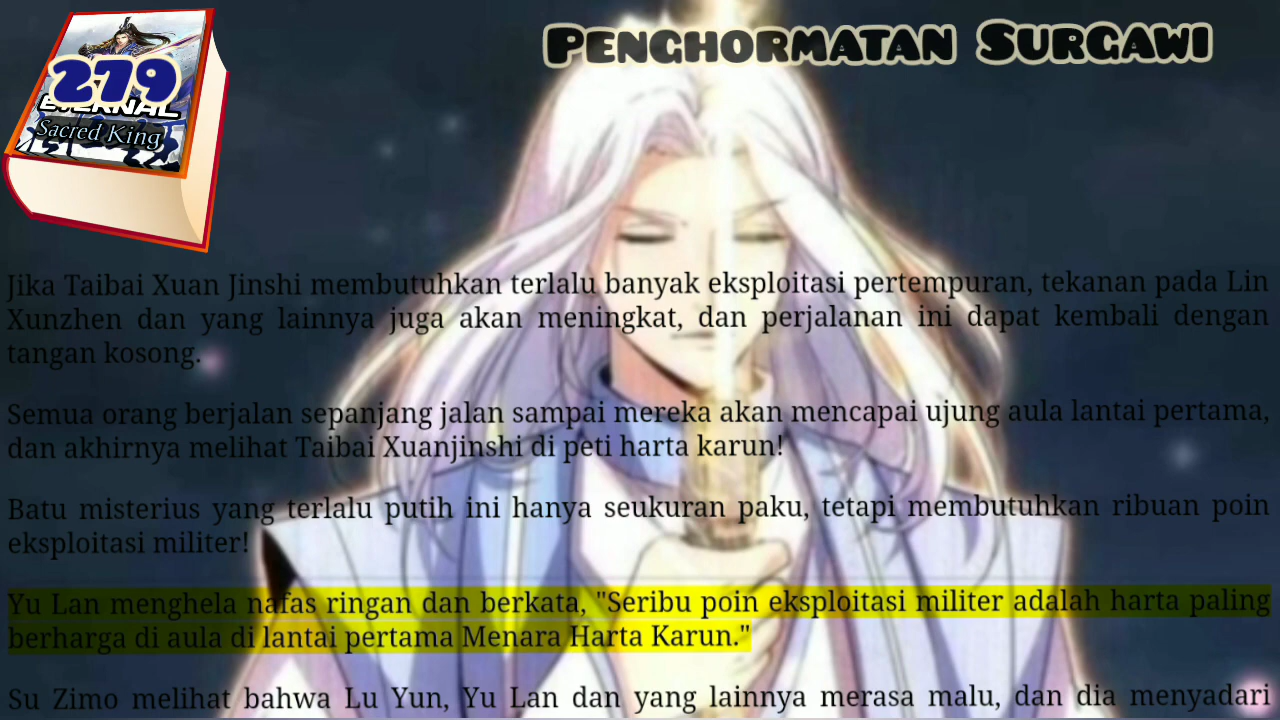 Penghormatan Surgawi
279
ETERNAL
Sacred King
Jika Taibai Xuan Jinshi membutuhkan terlalu banyak eksploitasi pertempuran, tekanan pada Lin
Xunzhen dan yang lainnya juga akan meningkat, dan perjalanan ini dapat kembali dengan
tangan kosong.
Semua orang berjalan sepanjang jalan sampai mereka akan mencapai ujung aula lantai pertama,
dan akhirnya melihat Taibai Xuanjinshi di peti harta karun!
Batu misterius yang terlalu putih ini hanya seukuran paku, tetapi membutuhkan ribuan poin
eksploitasi militer!
Yu Lan menghela nafas ringan dan berkata, "Seribu poin eksploitasi militer adalah harta paling
berharga di aula di lantai pertama Menara Harta Karun."
Su Zimo melihat bahwa Lu Yun, Yu Lan dan yang lainnya merasa malu, dan dia menyadari